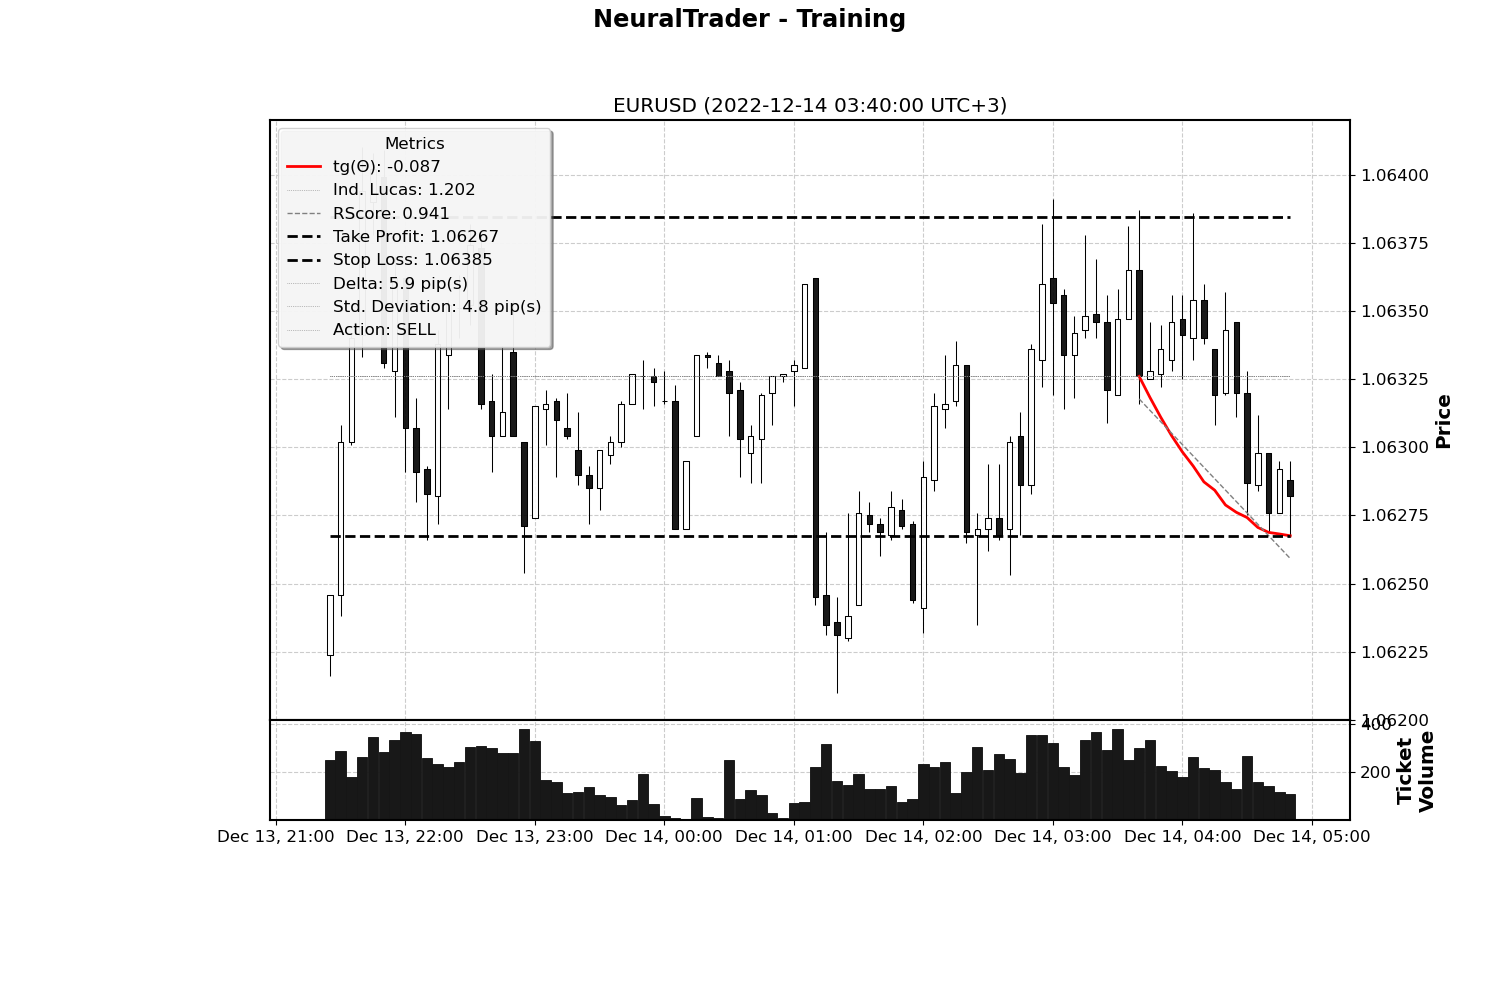 NeuralTrader - Training
EURUSD (2022-12-14 03:40:00 UTC+3)
Metrics
tg(Θ): -0.087
Ind. Lucas: 1.202
RScore: 0.941
Take Profit: 1.06267
Stop Loss: 1.06385
Delta: 5.9 pip(s)
Std. Deviation: 4.8 pip(s)
Action: SELL
1.06400
1.06375
1.06350
1.06325
1.06300
1.06275
1.06250
1.06225
1.06200
Price
400
200
Ticket
Volume
Dec 13, 21:00
Dec 13, 22:00
Dec 13, 23:00
Dec 14, 00:00
Dec 14, 01:00
Dec 14, 02:00
Dec 14, 03:00
Dec 14, 04:00
Dec 14, 05:00